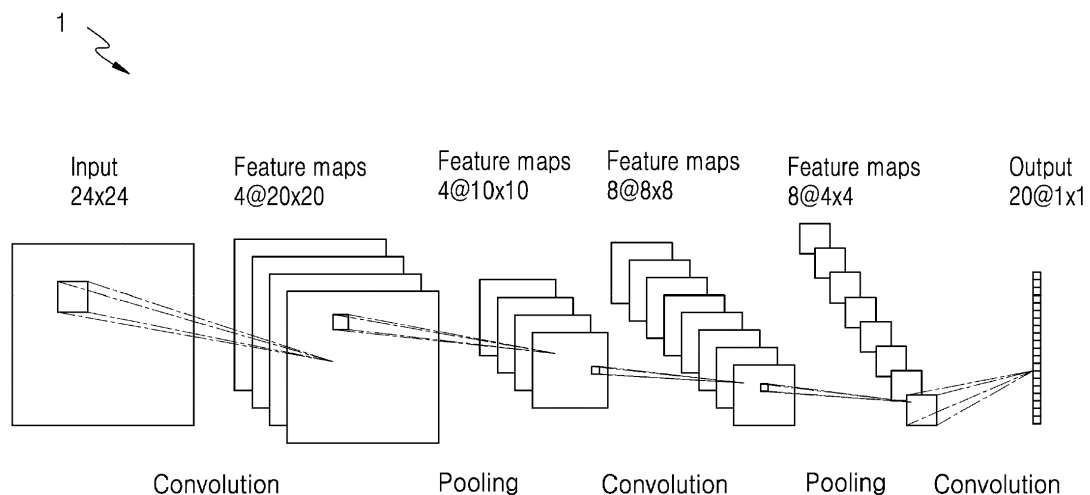 1
Input
24x24
Feature maps
4@20x20
Feature maps
4@10x10
Feature maps
8@8x8
Feature maps
8@4x4
Output
20@1x1
Convolution
Pooling
Convolution
Pooling
Convolution